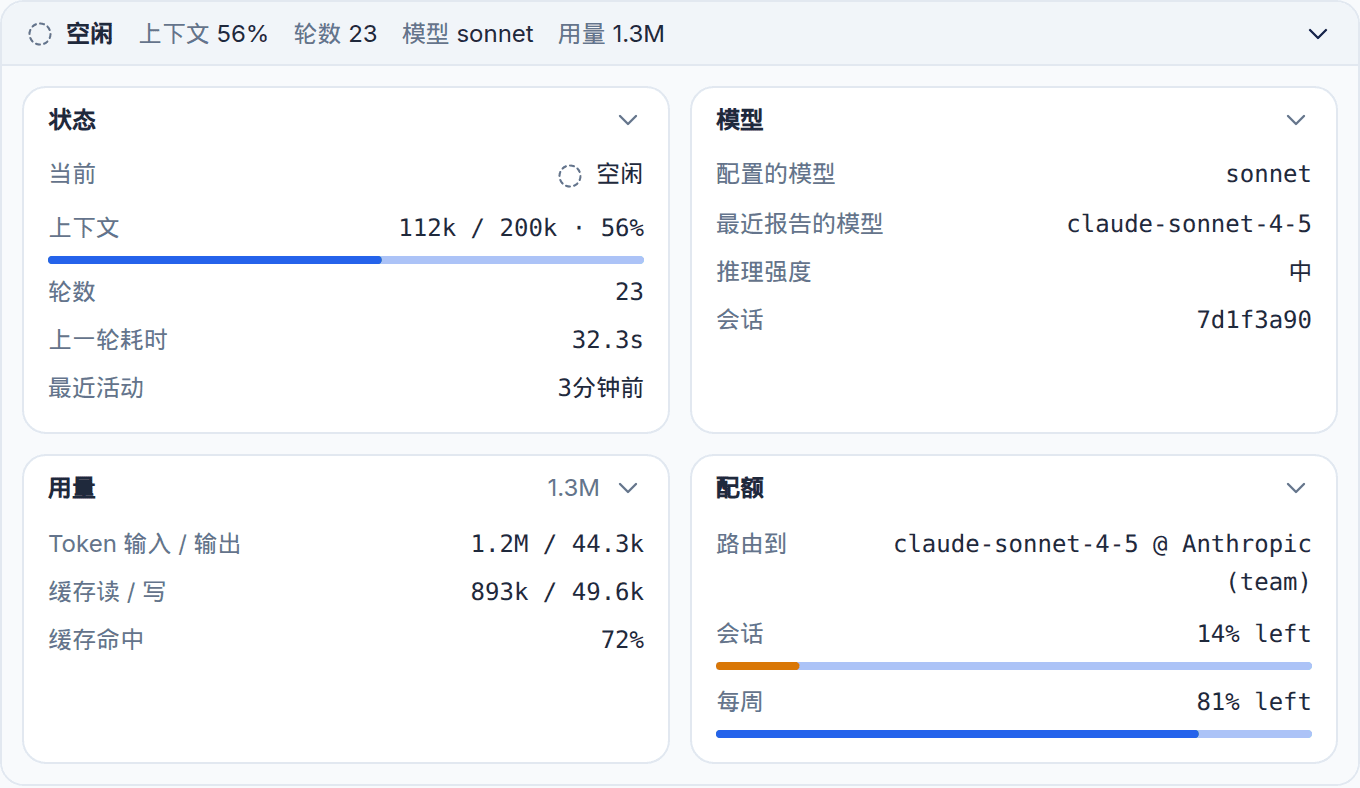 空闲 上下文 56% 轮数 23 模型 sonnet 用量 1.3M
状态
当前 空闲
上下文 112k / 200k · 56%
轮数 23
上一轮耗时 32.3s
最近活动 3分钟前
模型
配置的模型 sonnet
最近报告的模型 claude-sonnet-4-5
推理强度 中
会话 7d1f3a90
用量 1.3M
Token 输入 / 输出 1.2M / 44.3k
缓存读 / 写 893k / 49.6k
缓存命中 72%
配额
路由到 claude-sonnet-4-5 @ Anthropic
(team)
会话 14% left
每周 81% left